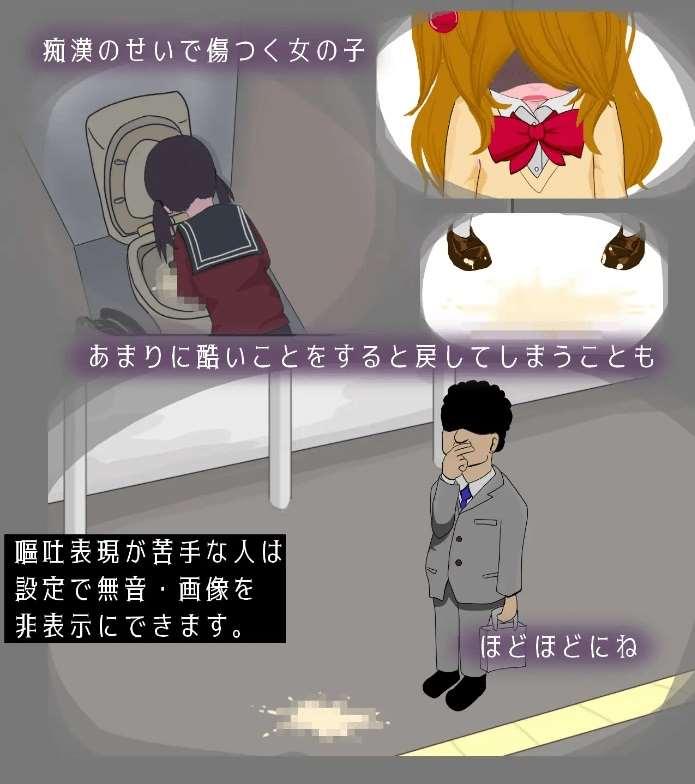 痴漢のせいで傷つく女の子
あまりに酷いことをすると戻してしまうことも
嘔吐表現が苦手な人は
設定で無音・画像を
非表示にできます。
ほどほどにね